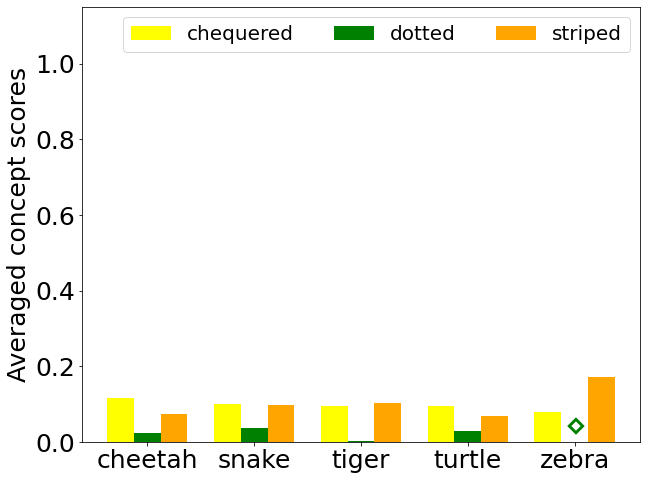 chequered dotted striped
Averaged concept scores
1.0
0.8
0.6
0.4
0.2
0.0
cheetah snake tiger turtle zebra